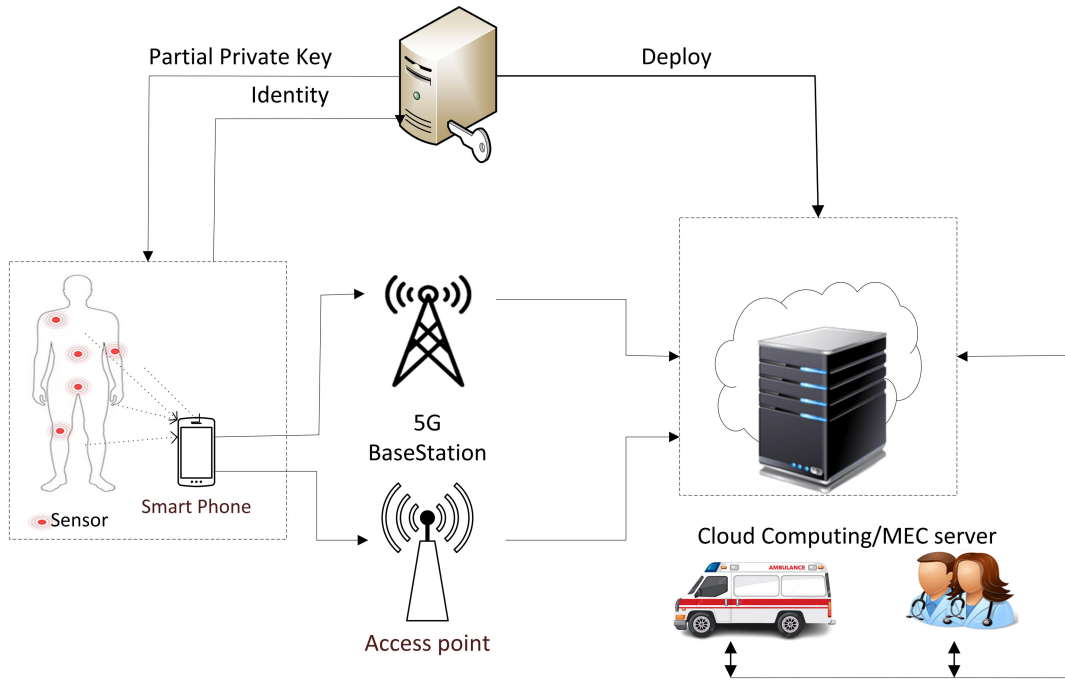 Partial Private Key
Deploy
Identity
5G
BaseStation
Smart Phone
Sensor
Cloud Computing/MEC server
AMBULANCE
Access point